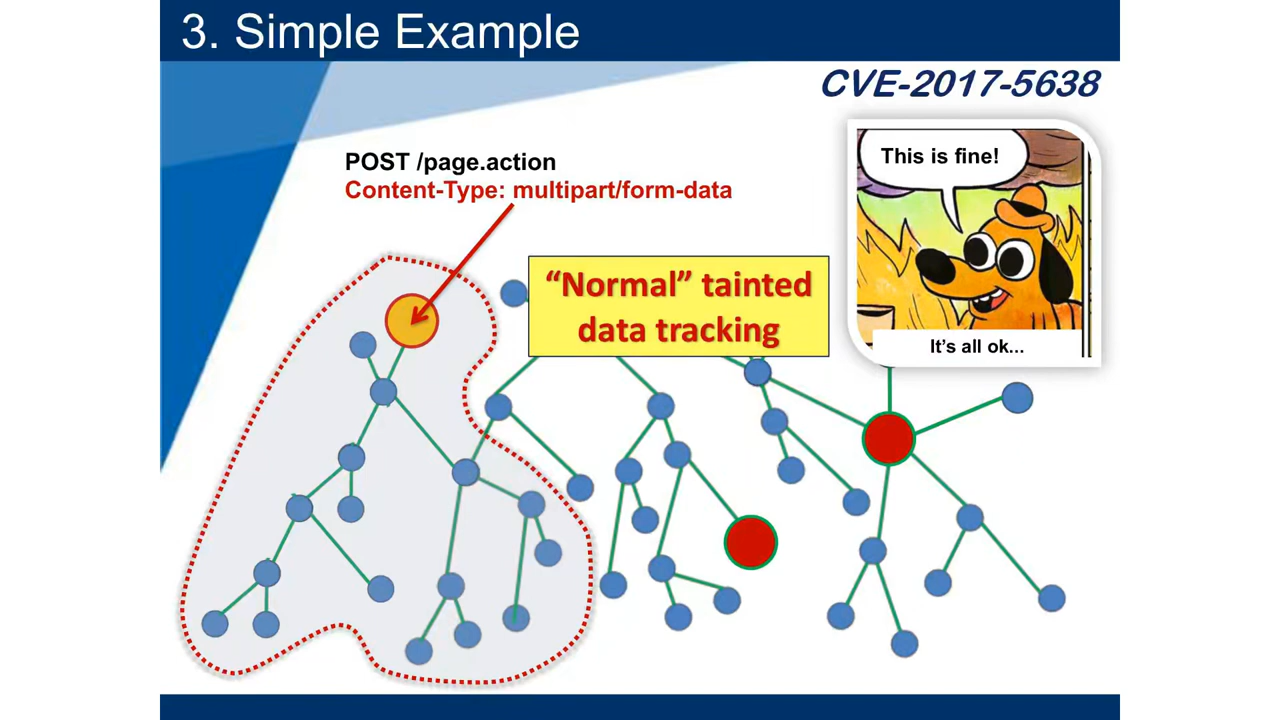 3. Simple Example
CVE-2017-5638
POST /page.action
Content-Type: multipart/form-data
This is fine!
“Normal” tainted
data tracking
It’s all ok...